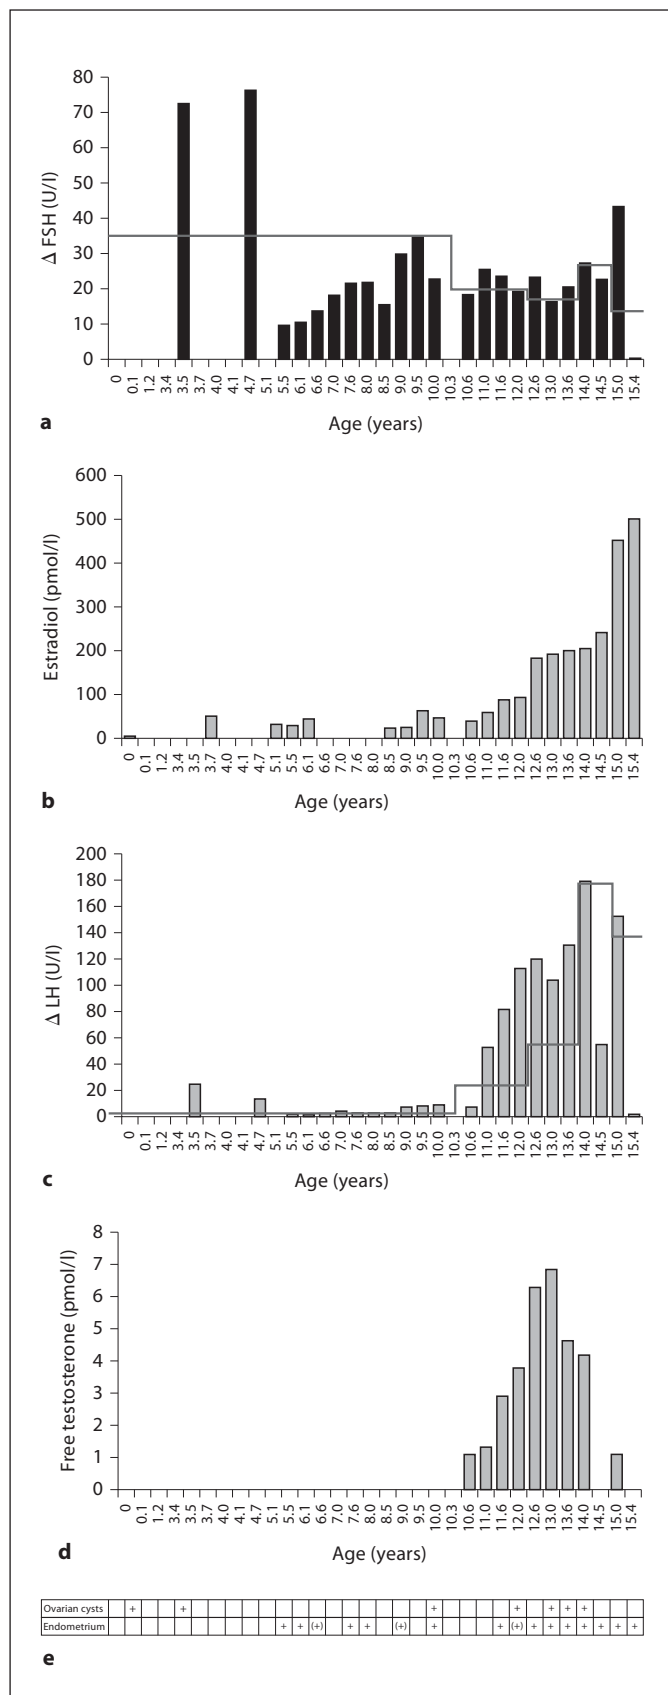 80
70
60
50
40
30
20
10
0
Δ FSH (U/l)
0 0.1 1.2 3.4 3.5 3.7 4.0 4.1 4.7 5.1 5.5 6.1 6.6 7.0 7.6 8.0 8.5 9.0 9.5 10.0 10.3 10.6 11.0 11.6 12.0 12.6 13.0 13.6 14.0 14.5 15.0 15.4
a
Age (years)
600
500
400
300
200
100
0
Estradiol (pmol/l)
0 0.1 1.2 3.4 3.5 3.7 4.0 4.1 4.7 5.1 5.5 6.1 6.6 7.0 7.6 8.0 8.5 9.0 9.5 10.0 10.3 10.6 11.0 11.6 12.0 12.6 13.0 13.6 14.0 14.5 15.0 15.4
b
Age (years)
200
180
160
140
120
100
80
60
40
20
0
Δ LH (U/l)
0 0.1 1.2 3.4 3.5 3.7 4.0 4.1 4.7 5.1 5.5 6.1 6.6 7.0 7.6 8.0 8.5 9.0 9.5 10.0 10.3 10.6 11.0 11.6 12.0 12.6 13.0 13.6 14.0 14.5 15.0 15.4
c
Age (years)
8
7
6
5
4
3
2
1
0
Free testosterone (pmol/l)
0 0.1 1.2 3.4 3.5 3.7 4.0 4.1 4.7 5.1 5.5 6.1 6.6 7.0 7.6 8.0 8.5 9.0 9.5 10.0 10.3 10.6 11.0 11.6 12.0 12.6 13.0 13.6 14.0 14.5 15.0 15.4
d
Age (years)
Ovarian cysts + + + + + + +
Endometrium + + (+) + + (+) + + (+) + + + + + + +
e